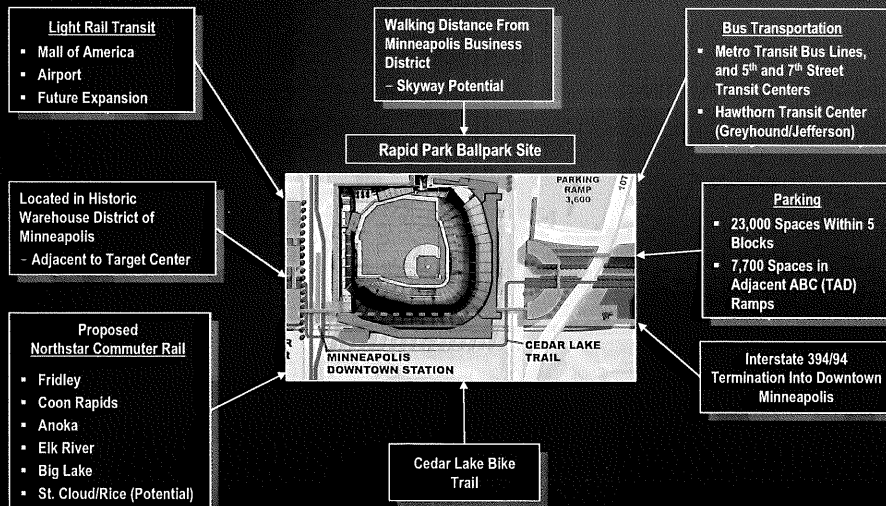 Light Rail Transit
▪ Mall of America
▪ Airport
▪ Future Expansion
Walking Distance From
Minneapolis Business
District
– Skyway Potential
Bus Transportation
▪ Metro Transit Bus Lines,
and 5th and 7th Street
Transit Centers
▪ Hawthorn Transit Center
(Greyhound/Jefferson)
Rapid Park Ballpark Site
Located in Historic
Warehouse District of
Minneapolis
– Adjacent to Target Center
PARKING
RAMP
3,600
MINNEAPOLIS
DOWNTOWN STATION
CEDAR LAKE
TRAIL
Parking
▪ 23,000 Spaces Within 5
Blocks
▪ 7,700 Spaces in
Adjacent ABC (TAD)
Ramps
Proposed
Northstar Commuter Rail
▪ Fridley
▪ Coon Rapids
▪ Anoka
▪ Elk River
▪ Big Lake
▪ St. Cloud/Rice (Potential)
Interstate 394/94
Termination Into Downtown
Minneapolis
Cedar Lake Bike
Trail